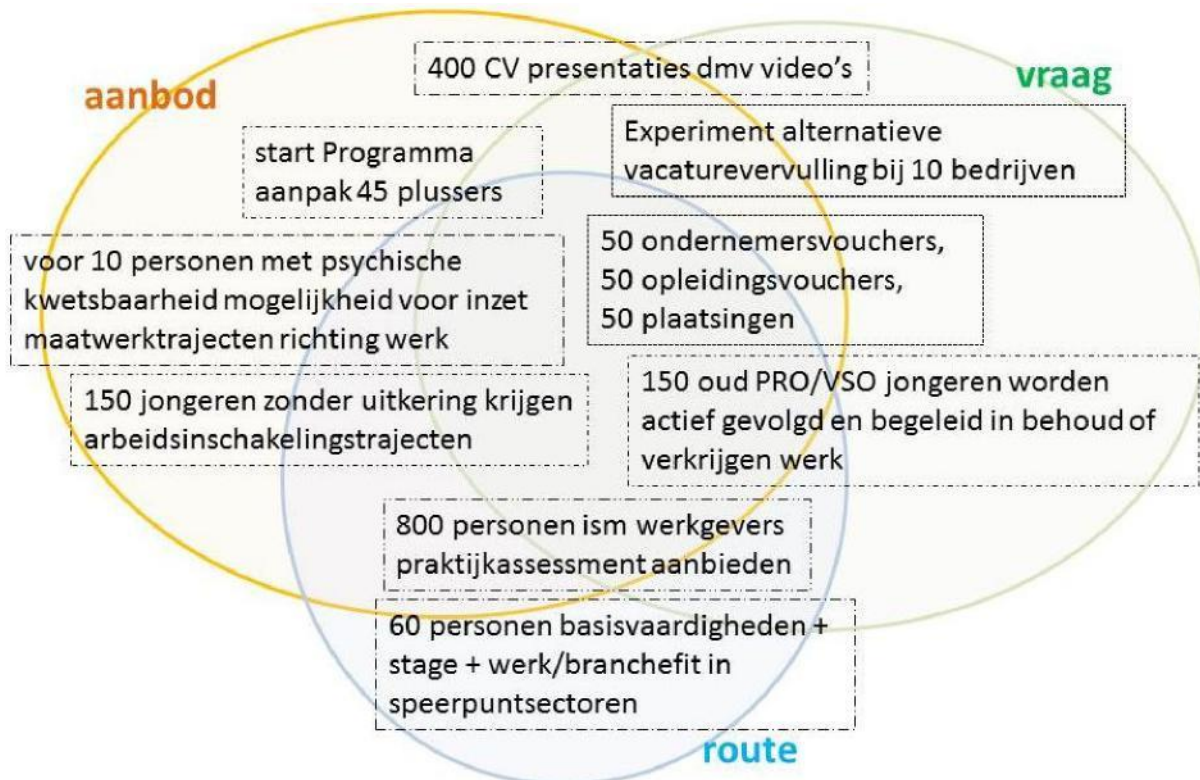 400 CV presentaties dmv video's
aanbod
vraag
Experiment alternatieve
vacaturevervulling bij 10 bedrijven
start Programma
aanpak 45 plussers
50 ondernemersvouchers,
50 opleidingsvouchers,
50 plaatsingen
voor 10 personen met psychische
kwetsbaarheid mogelijkheid voor inzet
maatwerktrajecten richting werk
150 oud PRO/VSO jongeren worden
actief gevolgd en begeleid in behoud of
verkrijgen werk
150 jongeren zonder uitkering krijgen
arbeidsinschakelingstrajecten
800 personen ism werkgevers
praktijkassessment aanbieden
60 personen basisvaardigheden +
stage + werk/branchefit in
speerpuntsectoren
route